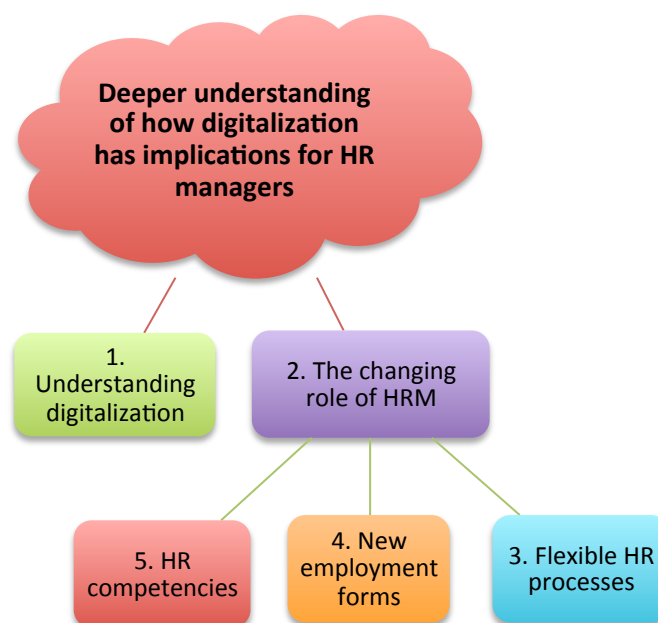 Deeper understanding
of how digitalization
has implications for HR
managers
1.
Understanding
digitalization
2. The changing
role of HRM
5. HR
competencies
4. New
employment
forms
3. Flexible HR
processes